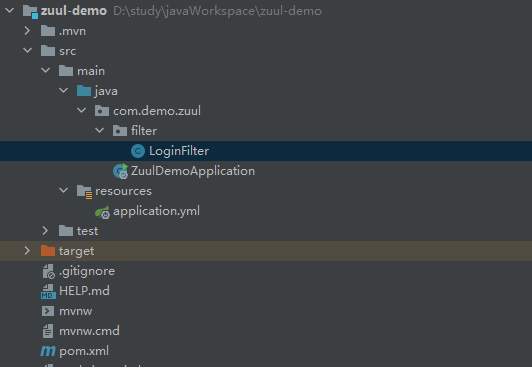 zuul-demo D:\study\javaWorkspace\zuul-demo
.mvn
src
main
java
com.demo.zuul
filter
LoginFilter
ZuulDemoApplication
resources
application.yml
test
target
.gitignore
HELP.md
mvnw
mvnw.cmd
pom.xml